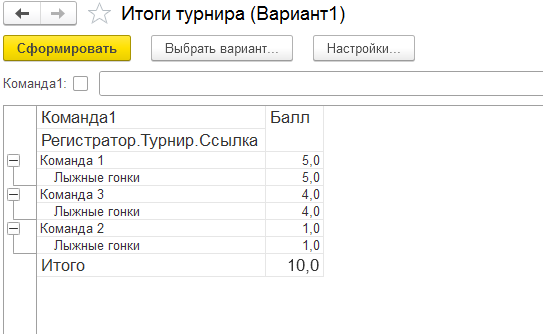 Итоги турнира (Вариант1)
Сформировать Выбрать вариант... Настройки...
Команда1:
Команда1 Балл
Регистратор.Турнир.Ссылка
Команда 1 5,0
Лыжные гонки 5,0
Команда 3 4,0
Лыжные гонки 4,0
Команда 2 1,0
Лыжные гонки 1,0
Итого 10,0